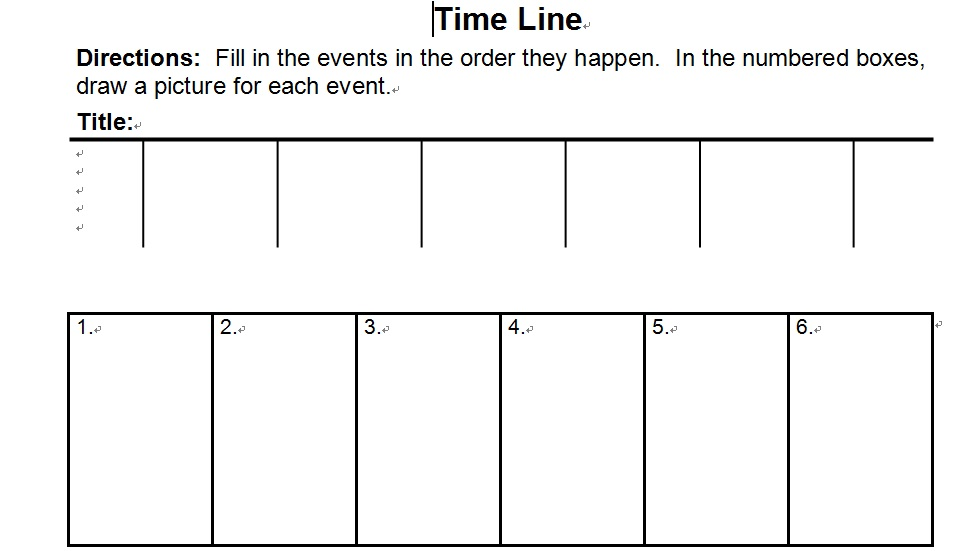 Time Line
Directions: Fill in the events in the order they happen. In the numbered boxes,
draw a picture for each event.
Title:
1. 2. 3. 4. 5. 6.